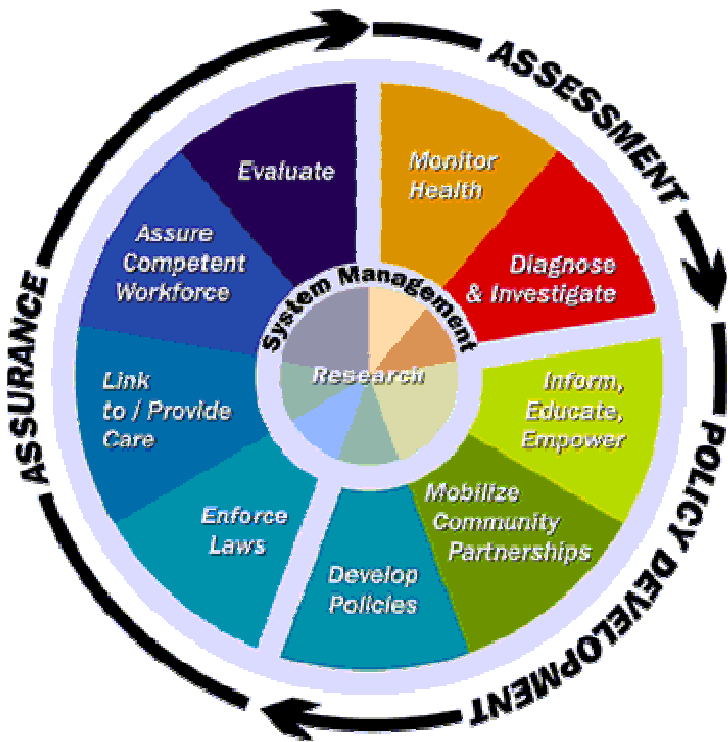 ASSESSMENT
Monitor
Health
Diagnose
& Investigate
POLICY DEVELOPMENT
Inform,
Educate,
Empower
Mobilize
Community
Partnerships
Develop
Policies
ASSURANCE
Enforce
Laws
Link
to / Provide
Care
Assure
Competent
Workforce
Evaluate
System Management
Research